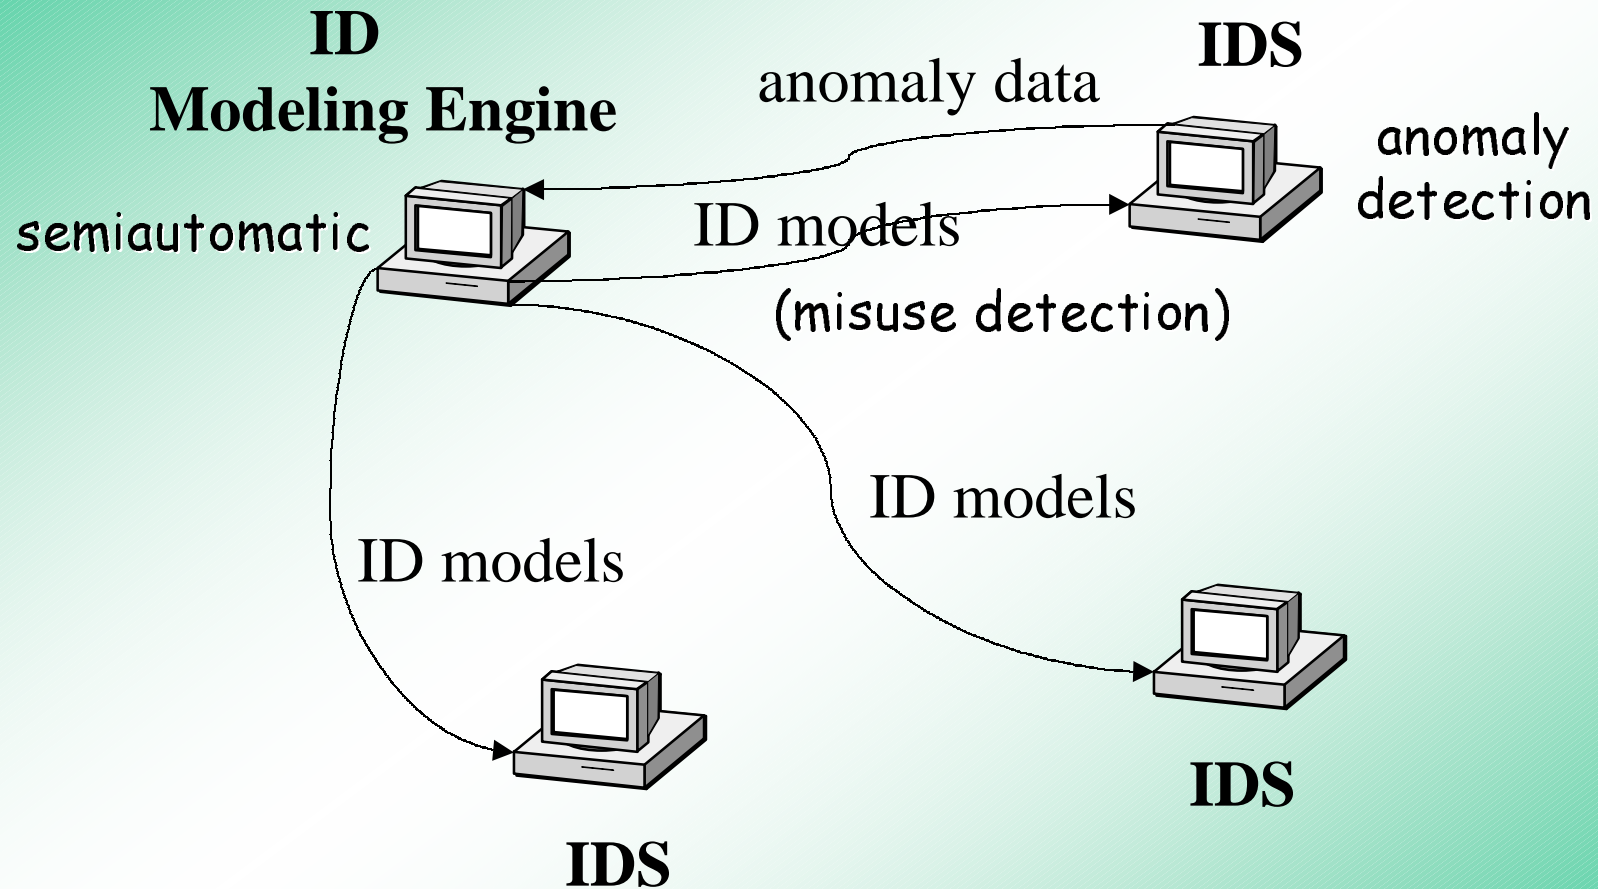 ID
Modeling Engine
IDS
anomaly data
anomaly
detection
semiautomatic
ID models
(misuse detection)
ID models
ID models
IDS
IDS